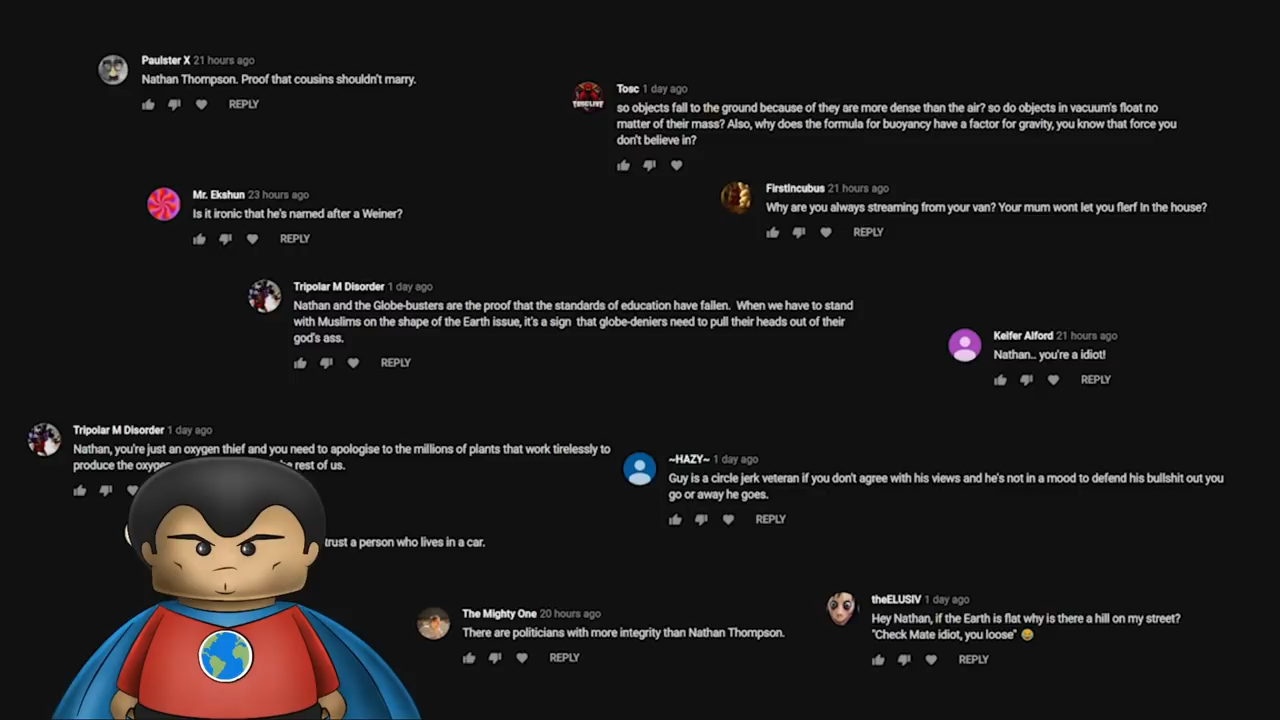 Paulster X 21 hours ago
Nathan Thompson. Proof that cousins shouldn't marry.
REPLY
Tosc 1 day ago
so objects fall to the ground because of they are more dense than the air? so do objects in vacuum's float no
matter of their mass? Also, why does the formula for buoyancy have a factor for gravity, you know that force you
don't believe in?
TOSCLIVE
Mr. Ekshun 23 hours ago
Is it ironic that he's named after a Weiner?
REPLY
FirstIncubus 21 hours ago
Why are you always streaming from your van? Your mum wont let you flerf In the house?
REPLY
Tripolar M Disorder 1 day ago
Nathan and the Globe-busters are the proof that the standards of education have fallen. When we have to stand
with Muslims on the shape of the Earth issue, it's a sign that globe-deniers need to pull their heads out of their
god's ass.
REPLY
Keifer Alford 21 hours ago
Nathan.. you're a idiot!
REPLY
Tripolar M Disorder 1 day ago
Nathan, you're just an oxygen thief and you need to apologise to the millions of plants that work tirelessly to
produce the rest of us.
~HAZY~ 1 day ago
Guy is a circle jerk veteran if you don't agree with his views and he's not in a mood to defend his bullshit out you
go or away he goes.
REPLY
trust a person who lives in a car.
The Mighty One 20 hours ago
There are politicians with more integrity than Nathan Thompson.
REPLY
theELUSIV 1 day ago
Hey Nathan, if the Earth is flat why is there a hill on my street?
"Check Mate idiot, you loose" 😂
REPLY